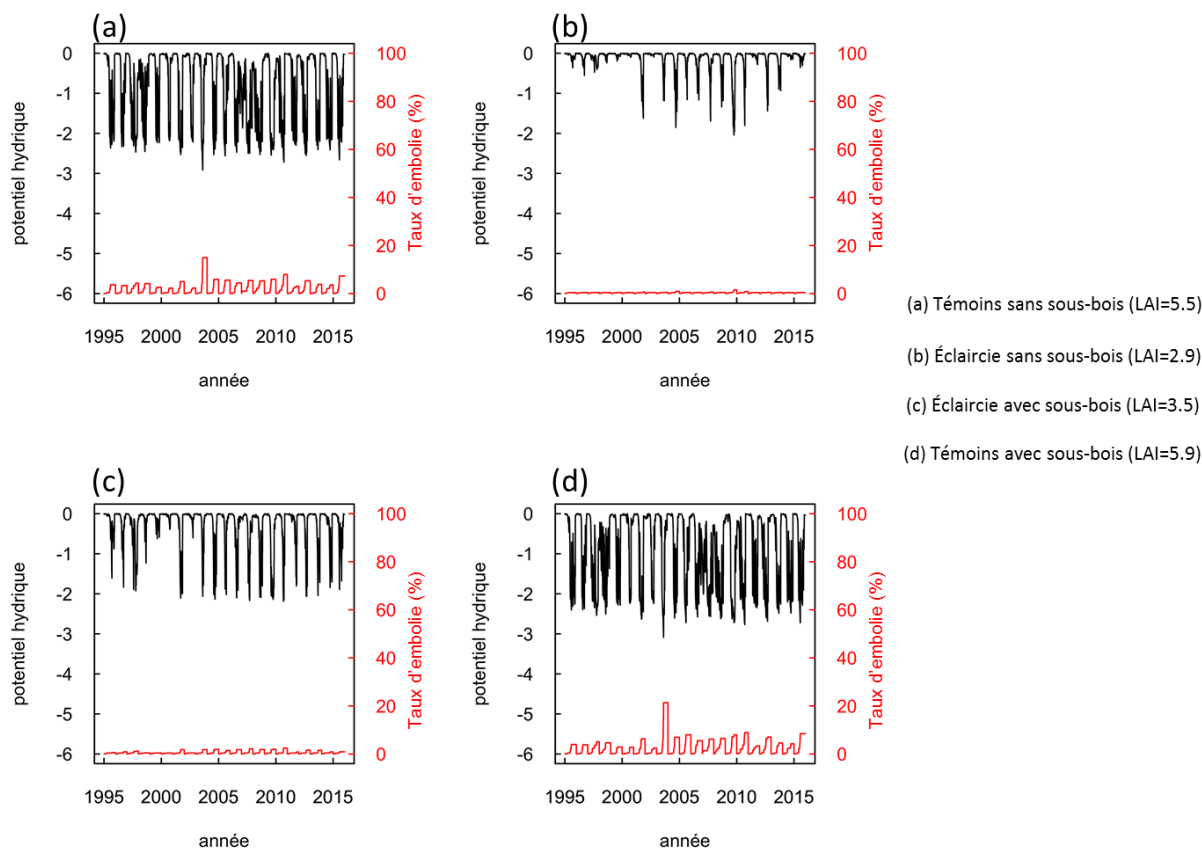 (a)
(b)
0
-1
-2
-3
-4
-5
-6
potentiel hydrique
100
80
60
40
20
0
Taux d'embolie (%)
1995 2000 2005 2010 2015
année
0
-1
-2
-3
-4
-5
-6
potentiel hydrique
100
80
60
40
20
0
Taux d'embolie (%)
1995 2000 2005 2010 2015
année
(a) Témoins sans sous-bois (LAI=5.5)
(b) Éclaircie sans sous-bois (LAI=2.9)
(c) Éclaircie avec sous-bois (LAI=3.5)
(d) Témoins avec sous-bois (LAI=5.9)
(c)
(d)
0
-1
-2
-3
-4
-5
-6
potentiel hydrique
100
80
60
40
20
0
Taux d'embolie (%)
1995 2000 2005 2010 2015
année
0
-1
-2
-3
-4
-5
-6
potentiel hydrique
100
80
60
40
20
0
Taux d'embolie (%)
1995 2000 2005 2010 2015
année